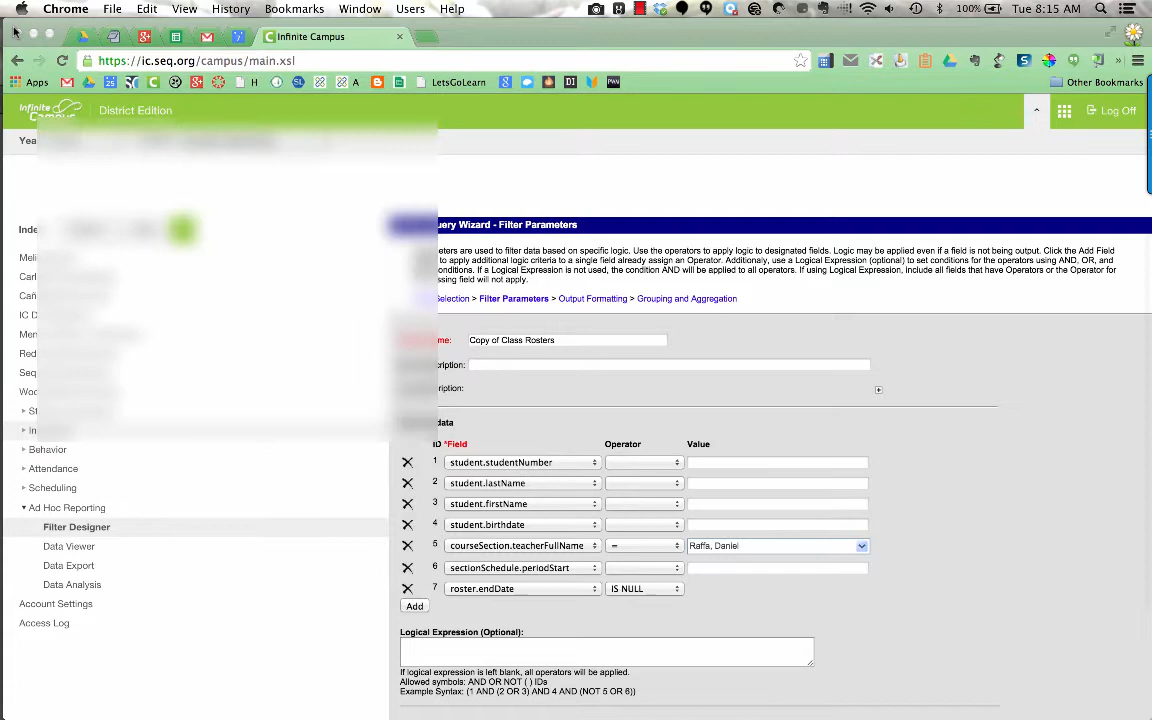 Chrome File Edit View History Bookmarks Window Users Help 100% Tue 8:15 AM
Infinite Campus
https://ic.seq.org/campus/main.xsl
Apps H A LetsGoLearn Other Bookmarks
Infinite Campus District Edition Log Off
Yea
Query Wizard - Filter Parameters
eters are used to filter data based on specific logic. Use the operators to apply logic to designated fields. Logic may be applied even if a field is not being output. Click the Add Field
to apply additional logic criteria to a single field already assign an Operator. Additionaly, use a Logical Expression (optional) to set conditions for the operators using AND, OR, and
onditions. If a Logical Expression is not used, the condition AND will be applied to all operators. If using Logical Expression, include all fields that have Operators or the Operator for
ssing field will not apply.
Selection > Filter Parameters > Output Formatting > Grouping and Aggregation
me: Copy of Class Rosters
ription:
ription:
data
ID *Field Operator Value
1 student.studentNumber
2 student.lastName
3 student.firstName
4 student.birthdate
5 courseSection.teacherFullName = Raffa, Daniel
6 sectionSchedule.periodStart
7 roster.endDate IS NULL
Add
Logical Expression (Optional):
If logical expression is left blank, all operators will be applied.
Allowed symbols: AND OR NOT ( ) IDs
Example Syntax: (1 AND (2 OR 3) AND 4 AND (NOT 5 OR 6))
Inde
Meli
Carl
Cañ
IC D
Men
Red
Seq
Woo
St
In
Behavior
Attendance
Scheduling
Ad Hoc Reporting
Filter Designer
Data Viewer
Data Export
Data Analysis
Account Settings
Access Log